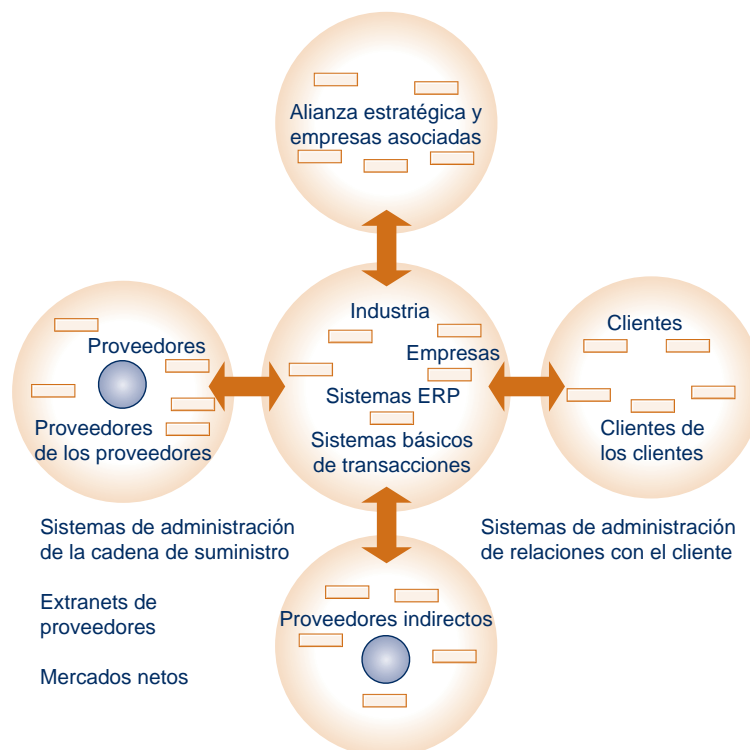 Alianza estratégica y
empresas asociadas
Industria
Empresas
Sistemas ERP
Sistemas básicos
de transacciones
Proveedores
Proveedores
de los proveedores
Clientes
Clientes de
los clientes
Sistemas de administración
de la cadena de suministro
Extranets de
proveedores
Mercados netos
Sistemas de administración
de relaciones con el cliente
Proveedores indirectos